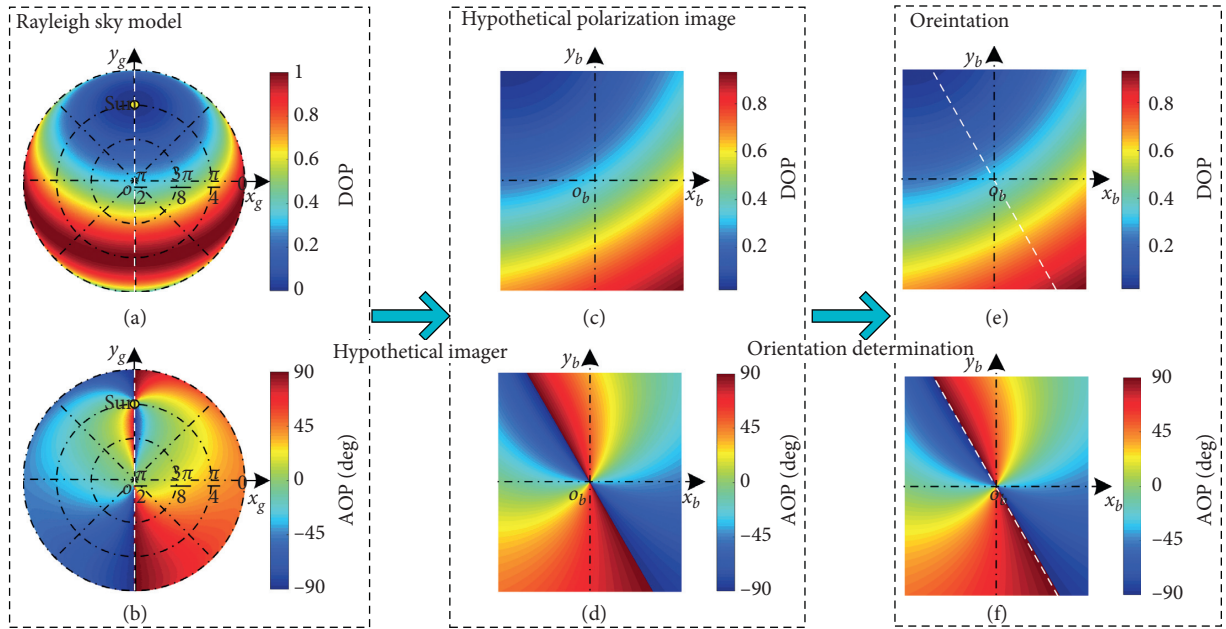 Rayleigh sky model
y_g
Sun
o π/2 3π/8 π/4 0
x_g
1
0.8
0.6
0.4
0.2
0
DOP
(a)
y_g
Sun
o π/2 3π/8 π/4 0
x_g
90
45
0
−45
−90
AOP (deg)
(b)
Hypothetical imager
Hypothetical polarization image
y_b
o_b
x_b
0.8
0.6
0.4
0.2
DOP
(c)
y_b
o_b
x_b
90
45
0
−45
−90
AOP (deg)
(d)
Orientation determination
Oreintation
y_b
o_b
x_b
0.8
0.6
0.4
0.2
DOP
(e)
y_b
o_b
x_b
90
45
0
−45
−90
AOP (deg)
(f)